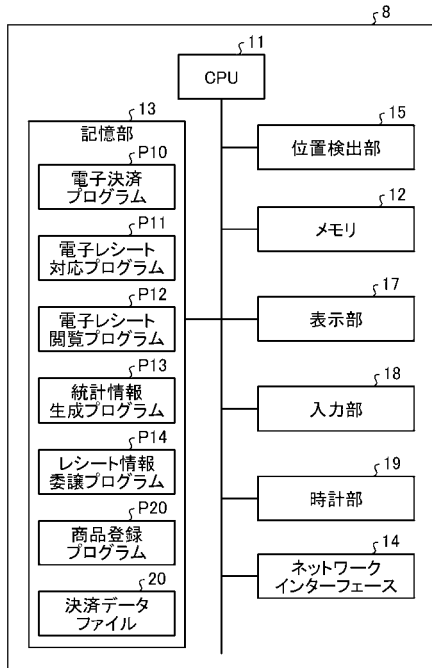 8
11
CPU
13
記憶部
P10
電子決済
プログラム
P11
電子レシート
対応プログラム
P12
電子レシート
閲覧プログラム
P13
統計情報
生成プログラム
P14
レシート情報
委譲プログラム
P20
商品登録
プログラム
20
決済データ
ファイル
15
位置検出部
12
メモリ
17
表示部
18
入力部
19
時計部
14
ネットワーク
インターフェース